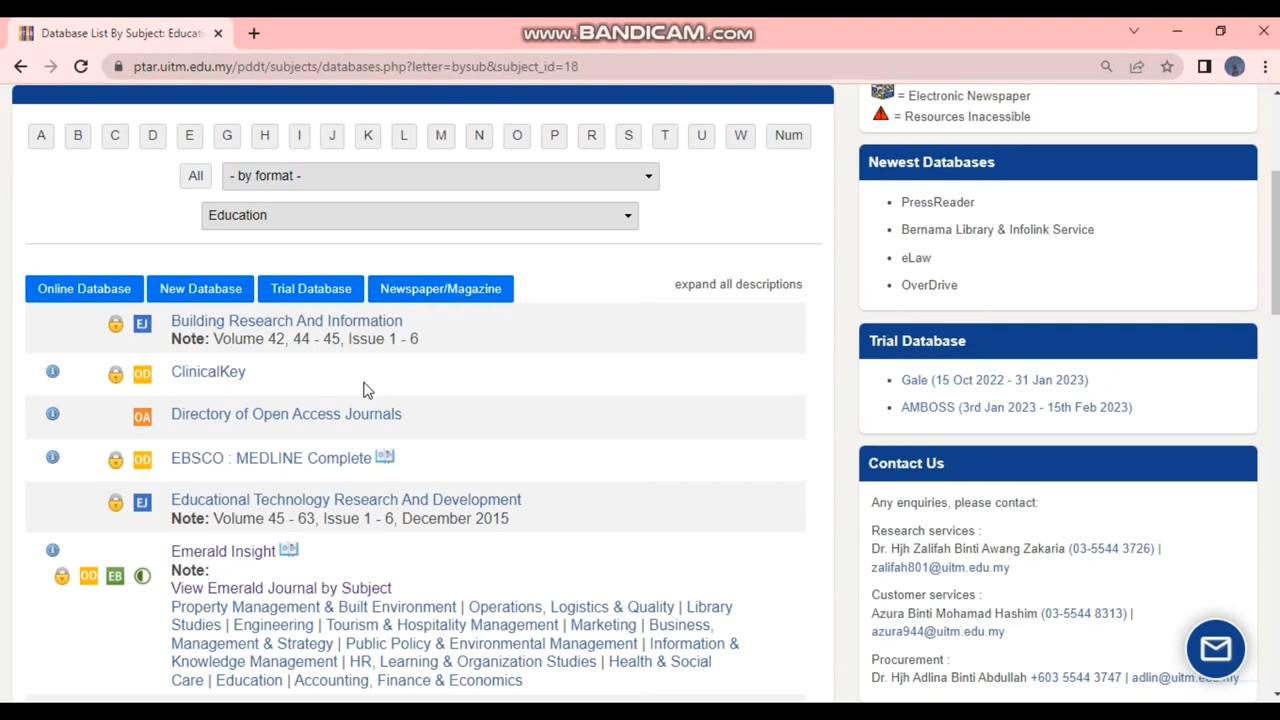 Database List By Subject: Educat
www.BANDICAM.com
ptar.uitm.edu.my/pddt/subjects/databases.php?letter=bysub&subject_id=18
A B C D E G H I J K L M N O P R S T U W Num
All - by format -
Education
Online Database New Database Trial Database Newspaper/Magazine expand all descriptions
EJ Building Research And Information
Note: Volume 42, 44 - 45, Issue 1 - 6
OD ClinicalKey
OA Directory of Open Access Journals
OD EBSCO : MEDLINE Complete
EJ Educational Technology Research And Development
Note: Volume 45 - 63, Issue 1 - 6, December 2015
Emerald Insight
OD EB Note:
View Emerald Journal by Subject
Property Management & Built Environment | Operations, Logistics & Quality | Library
Studies | Engineering | Tourism & Hospitality Management | Marketing | Business,
Management & Strategy | Public Policy & Environmental Management | Information &
Knowledge Management | HR, Learning & Organization Studies | Health & Social
Care | Education | Accounting, Finance & Economics
= Electronic Newspaper
= Resources Inacessible
Newest Databases
• PressReader
• Bernama Library & Infolink Service
• eLaw
• OverDrive
Trial Database
• Gale (15 Oct 2022 - 31 Jan 2023)
• AMBOSS (3rd Jan 2023 - 15th Feb 2023)
Contact Us
Any enquiries, please contact:
Research services :
Dr. Hjh Zalifah Binti Awang Zakaria (03-5544 3726) |
zalifah801@uitm.edu.my
Customer services :
Azura Binti Mohamad Hashim (03-5544 8313) |
azura944@uitm.edu.my
Procurement :
Dr. Hjh Adlina Binti Abdullah +603 5544 3747 | adlin@uitm.edu.my